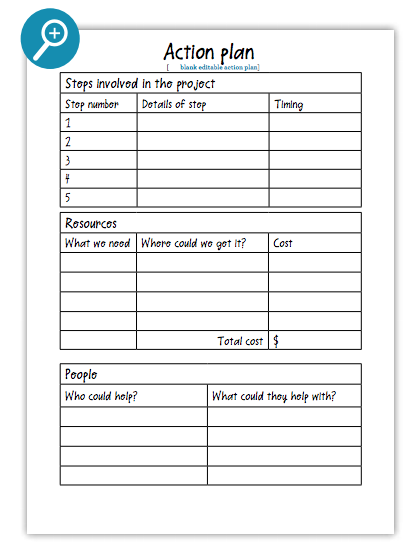 Action plan
[ blank editable action plan]
Steps involved in the project
Step number Details of step Timing
1
2
3
4
5
Resources
What we need Where could we get it? Cost
Total cost $
People
Who could help? What could they help with?